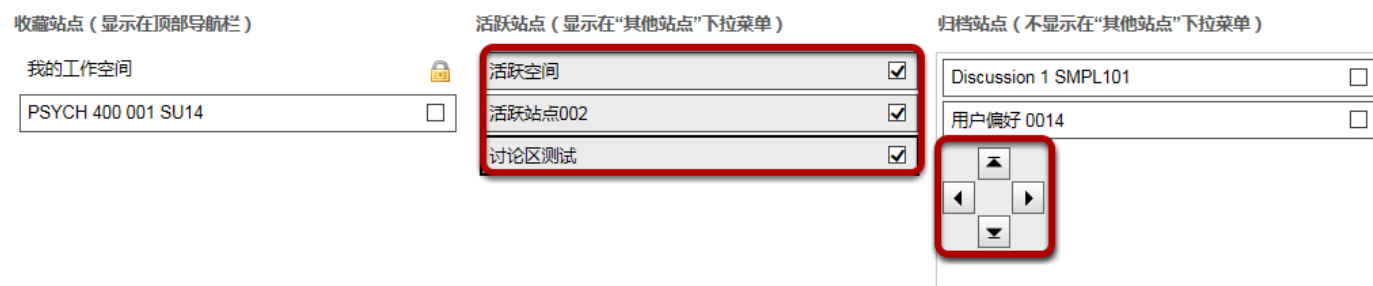 收藏站点（显示在顶部导航栏）
我的工作空间
PSYCH 400 001 SU14
活跃站点（显示在“其他站点”下拉菜单）
活跃空间
活跃站点002
讨论区测试
归档站点（不显示在“其他站点”下拉菜单）
Discussion 1 SMPL101
用户偏好 0014